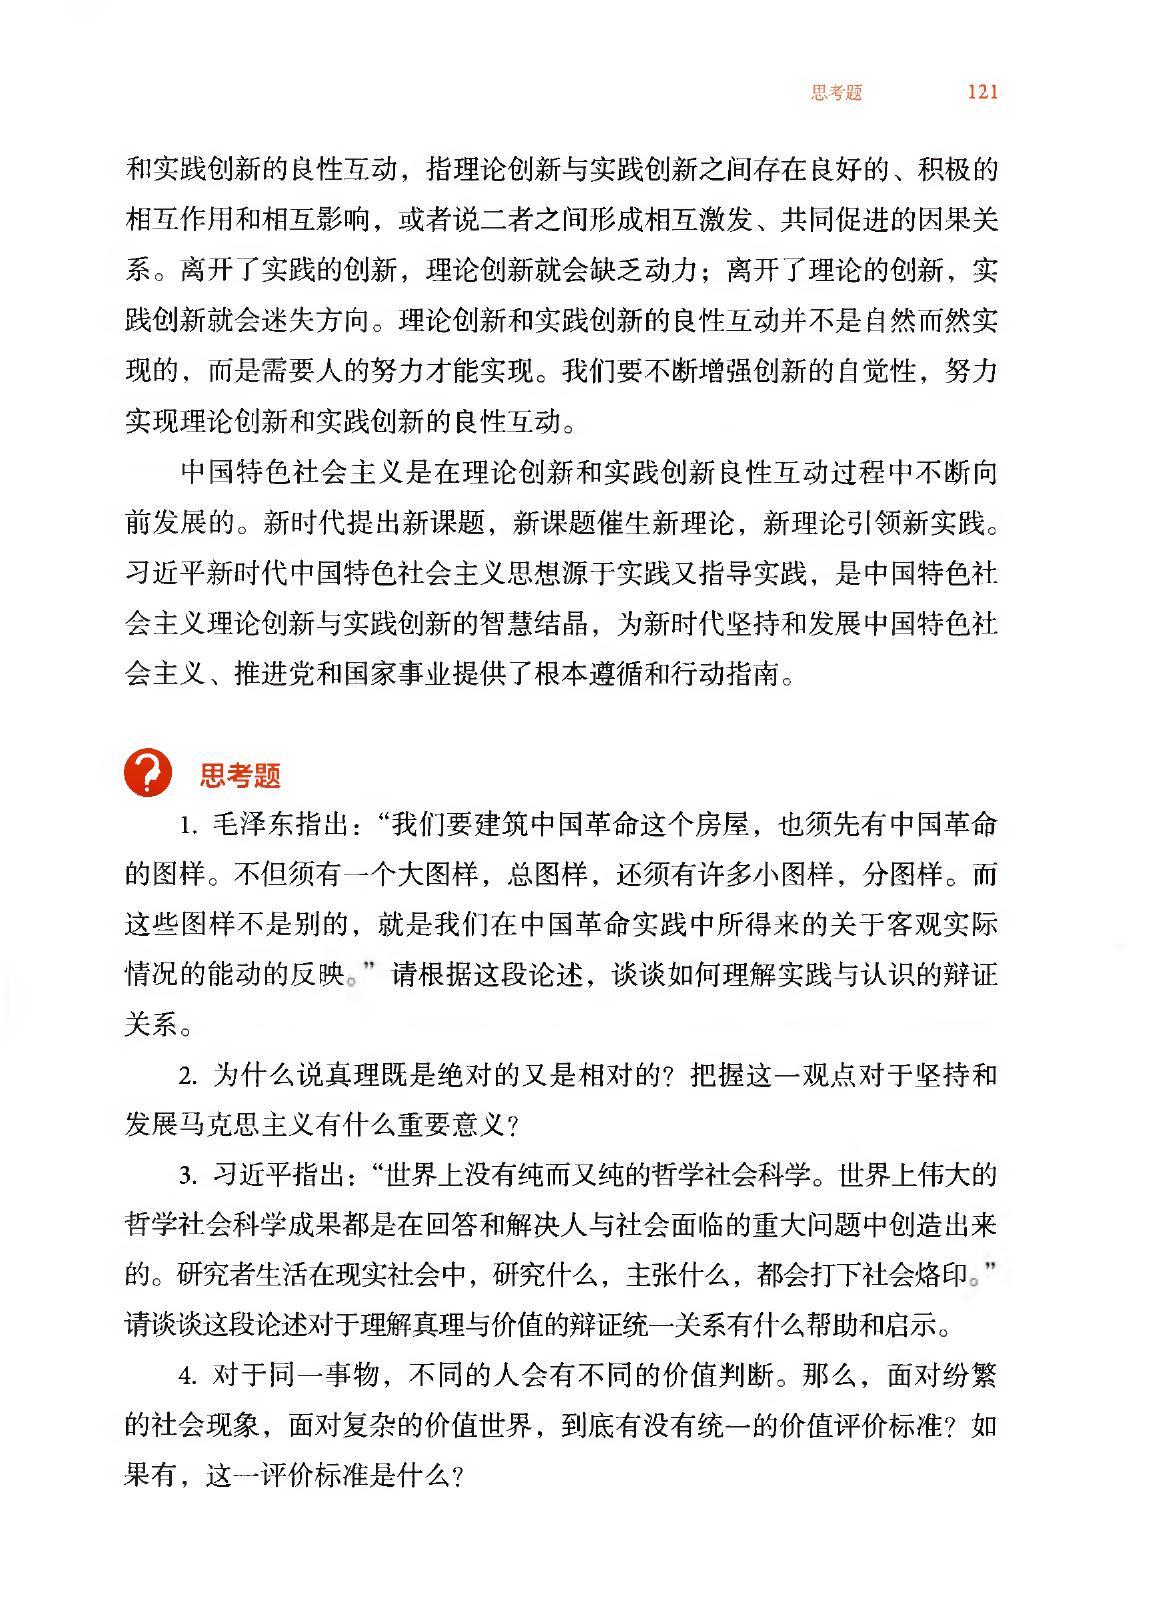 思考题 121
和实践创新的良性互动，指理论创新与实践创新之间存在良好的、积极的
相互作用和相互影响，或者说二者之间形成相互激发、共同促进的因果关
系。离开了实践的创新，理论创新就会缺乏动力；离开了理论的创新，实
践创新就会迷失方向。理论创新和实践创新的良性互动并不是自然而然实
现的，而是需要人的努力才能实现。我们要不断增强创新的自觉性，努力
实现理论创新和实践创新的良性互动。
中国特色社会主义是在理论创新和实践创新良性互动过程中不断向
前发展的。新时代提出新课题，新课题催生新理论，新理论引领新实践。
习近平新时代中国特色社会主义思想源于实践又指导实践，是中国特色社
会主义理论创新与实践创新的智慧结晶，为新时代坚持和发展中国特色社
会主义、推进党和国家事业提供了根本遵循和行动指南。
思考题
1. 毛泽东指出：“我们要建筑中国革命这个房屋，也须先有中国革命
的图样。不但须有一个大图样，总图样，还须有许多小图样，分图样。而
这些图样不是别的，就是我们在中国革命实践中所得来的关于客观实际
情况的能动的反映。”请根据这段论述，谈谈如何理解实践与认识的辩证
关系。
2. 为什么说真理既是绝对的又是相对的？把握这一观点对于坚持和
发展马克思主义有什么重要意义？
3. 习近平指出：“世界上没有纯而又纯的哲学社会科学。世界上伟大的
哲学社会科学成果都是在回答和解决人与社会面临的重大问题中创造出来
的。研究者生活在现实社会中，研究什么，主张什么，都会打下社会烙印。”
请谈谈这段论述对于理解真理与价值的辩证统一关系有什么帮助和启示。
4. 对于同一事物，不同的人会有不同的价值判断。那么，面对纷繁
的社会现象，面对复杂的价值世界，到底有没有统一的价值评价标准？如
果有，这一评价标准是什么？